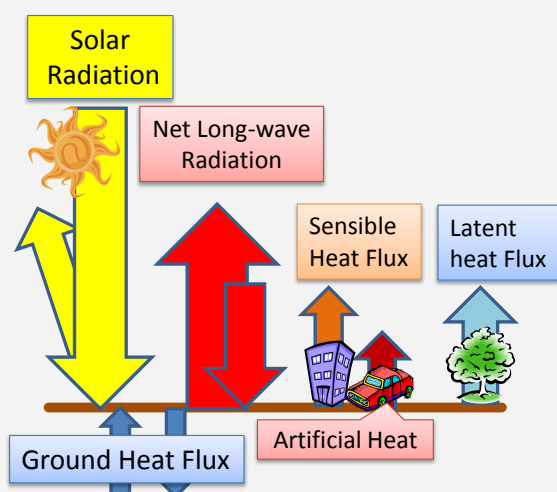 Solar
Radiation
Net Long-wave
Radiation
Sensible
Heat Flux
Latent
heat Flux
Artificial Heat
Ground Heat Flux